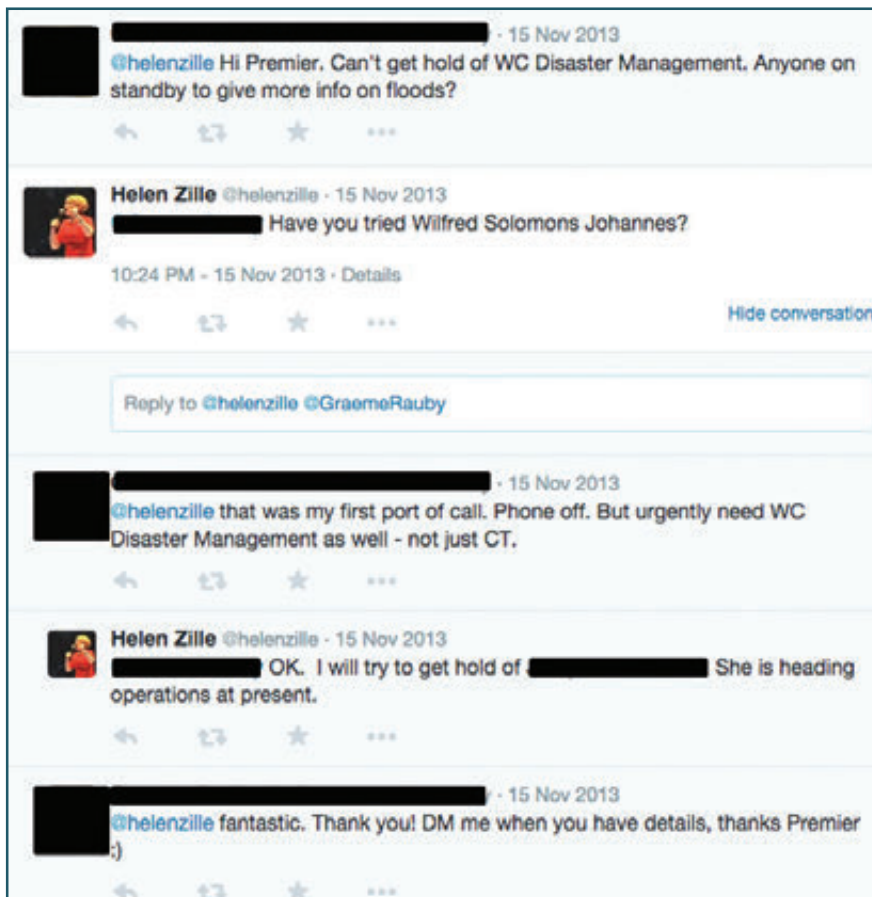 · 15 Nov 2013
@helenzille Hi Premier. Can't get hold of WC Disaster Management. Anyone on
standby to give more info on floods?
Helen Zille @helenzille · 15 Nov 2013
Have you tried Wilfred Solomons Johannes?
10:24 PM - 15 Nov 2013 · Details
Hide conversation
Reply to @helenzille @GraemeRauby
· 15 Nov 2013
@helenzille that was my first port of call. Phone off. But urgently need WC
Disaster Management as well - not just CT.
Helen Zille @helenzille · 15 Nov 2013
OK. I will try to get hold of She is heading
operations at present.
· 15 Nov 2013
@helenzille fantastic. Thank you! DM me when you have details, thanks Premier
:)